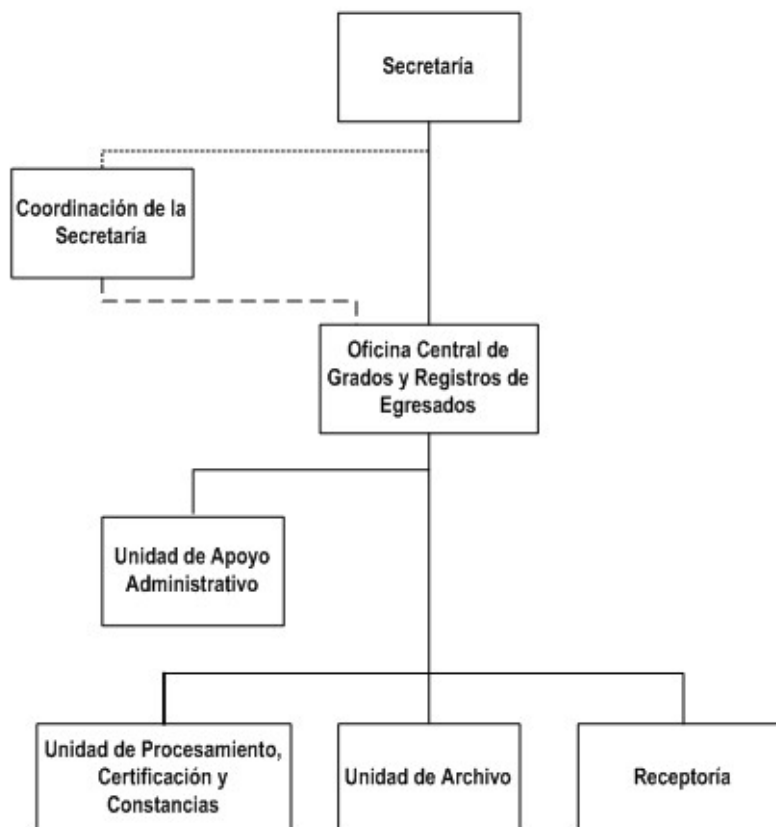 Secretaría
Coordinación de la
Secretaría
Oficina Central de
Grados y Registros de
Egresados
Unidad de Apoyo
Administrativo
Unidad de Procesamiento,
Certificación y
Constancias
Unidad de Archivo
Receptoría